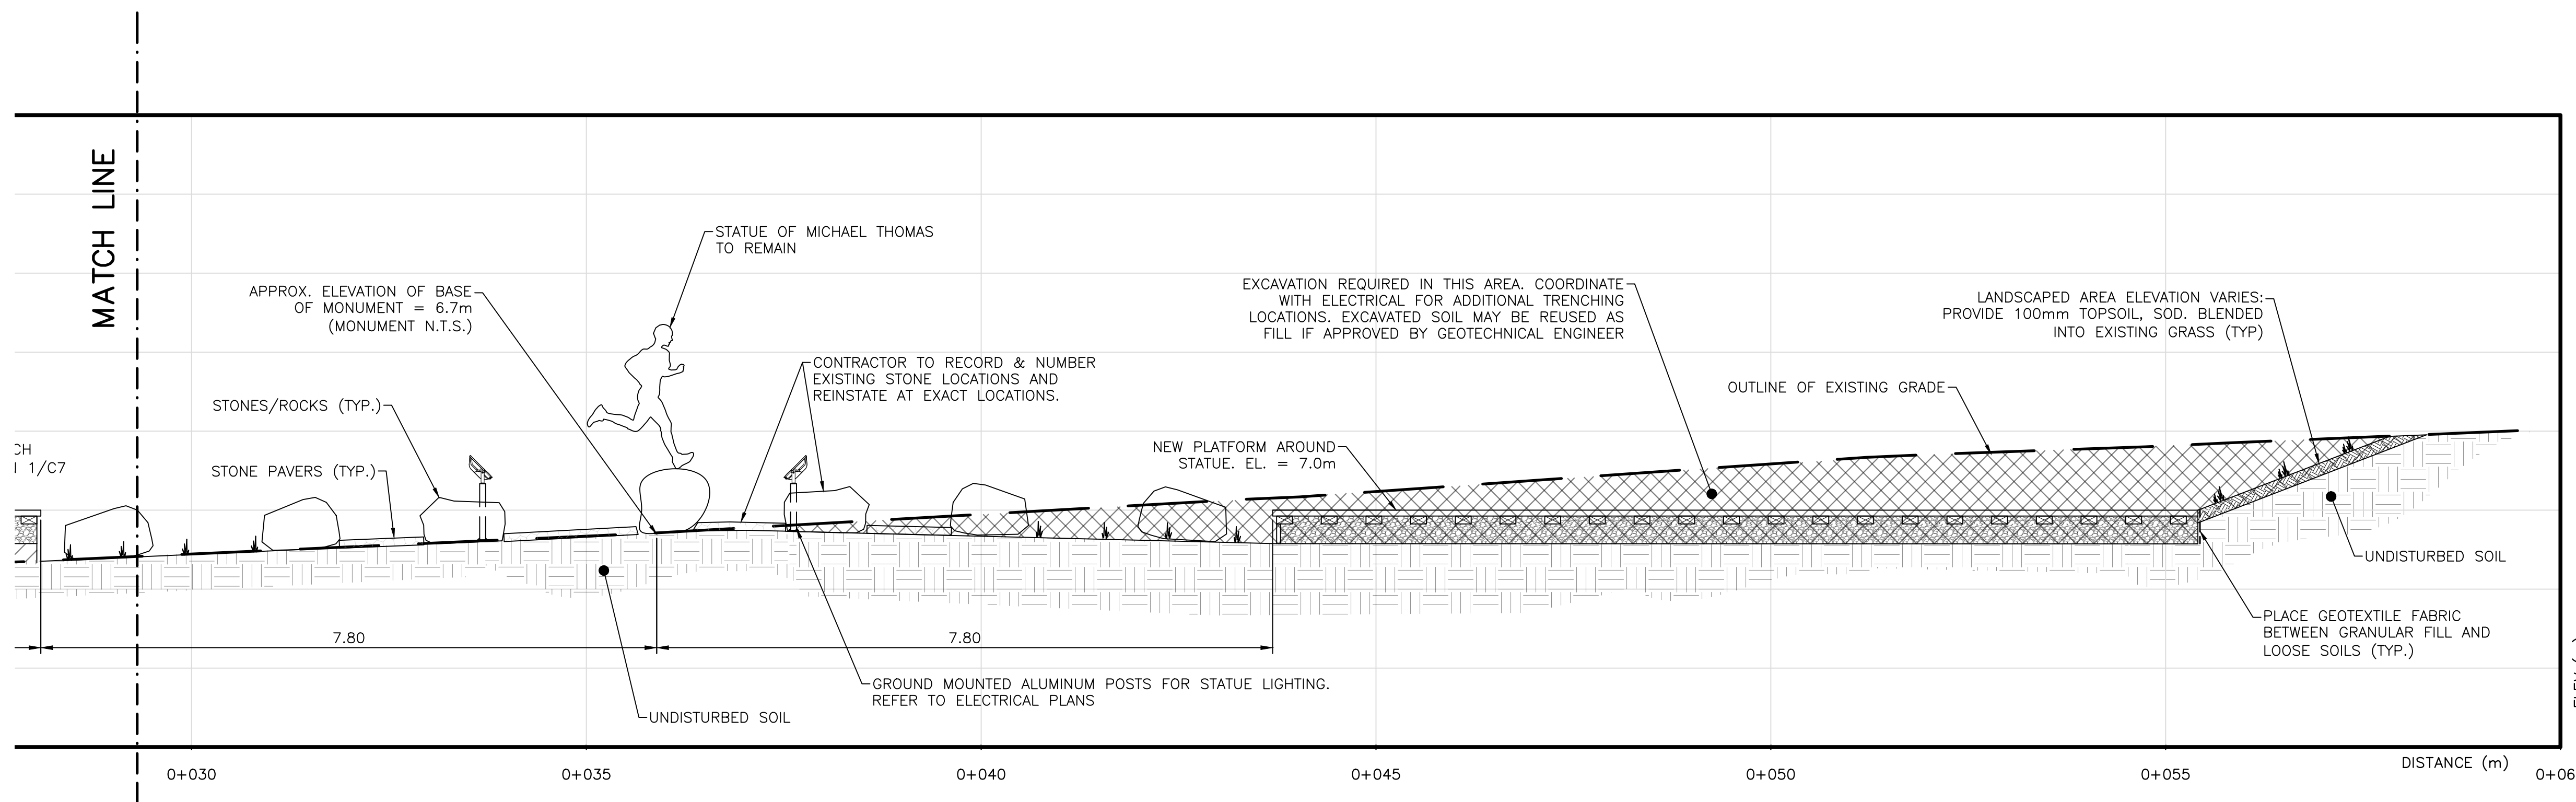 MATCH LINE
STATUE OF MICHAEL THOMAS
TO REMAIN
APPROX. ELEVATION OF BASE
OF MONUMENT = 6.7m
(MONUMENT N.T.S.)
EXCAVATION REQUIRED IN THIS AREA. COORDINATE
WITH ELECTRICAL FOR ADDITIONAL TRENCHING
LOCATIONS. EXCAVATED SOIL MAY BE REUSED AS
FILL IF APPROVED BY GEOTECHNICAL ENGINEER
LANDSCAPED AREA ELEVATION VARIES:
PROVIDE 100mm TOPSOIL, SOD. BLENDED
INTO EXISTING GRASS (TYP)
CONTRACTOR TO RECORD & NUMBER
EXISTING STONE LOCATIONS AND
REINSTATE AT EXACT LOCATIONS.
OUTLINE OF EXISTING GRADE
STONES/ROCKS (TYP.)
NEW PLATFORM AROUND
STATUE. EL. = 7.0m
CH
1/C7
STONE PAVERS (TYP.)
UNDISTURBED SOIL
PLACE GEOTEXTILE FABRIC
BETWEEN GRANULAR FILL AND
LOOSE SOILS (TYP.)
7.80
7.80
GROUND MOUNTED ALUMINUM POSTS FOR STATUE LIGHTING.
REFER TO ELECTRICAL PLANS
UNDISTURBED SOIL
DISTANCE (m)
0+030
0+035
0+040
0+045
0+050
0+055
0+06